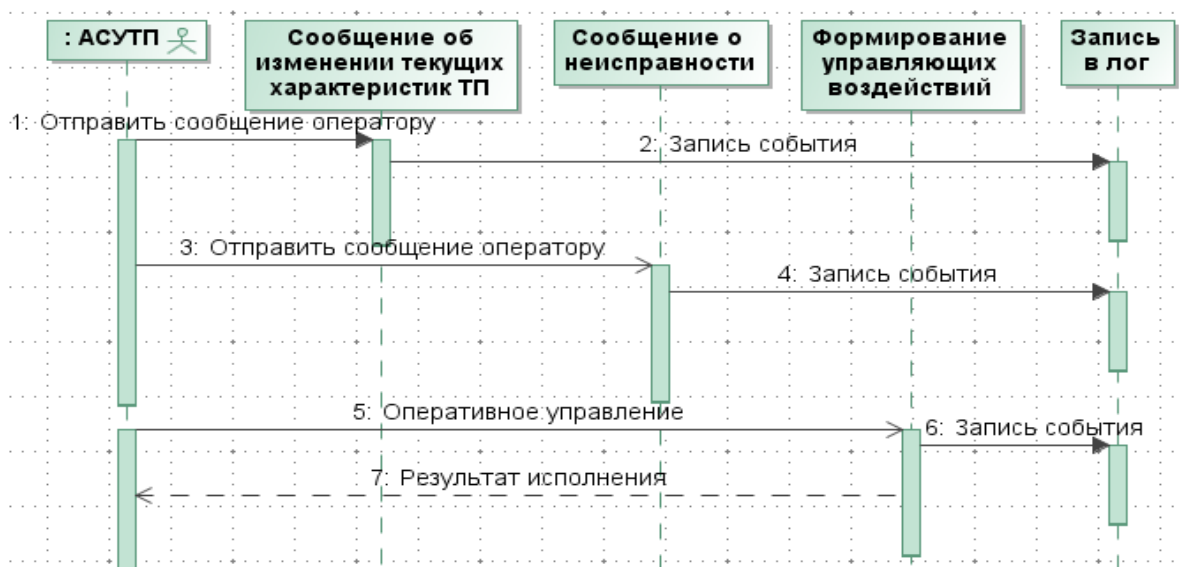 : АСУТП
Сообщение об
изменении текущих
характеристик ТП
Сообщение о
неисправности
Формирование
управляющих
воздействий
Запись
в лог
1: Отправить сообщение оператору
2: Запись события
3: Отправить сообщение оператору
4: Запись события
5: Оперативное управление
6: Запись события
7: Результат исполнения